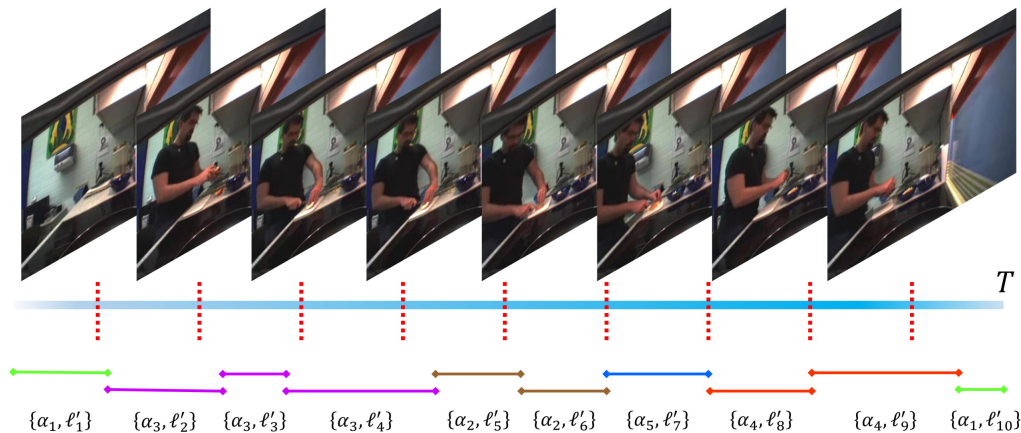 T
{α₁, ℓ′₁} {α₃, ℓ′₂} {α₃, ℓ′₃} {α₃, ℓ′₄} {α₂, ℓ′₅} {α₂, ℓ′₆} {α₅, ℓ′₇} {α₄, ℓ′₈} {α₄, ℓ′₉} {α₁, ℓ′₁₀}